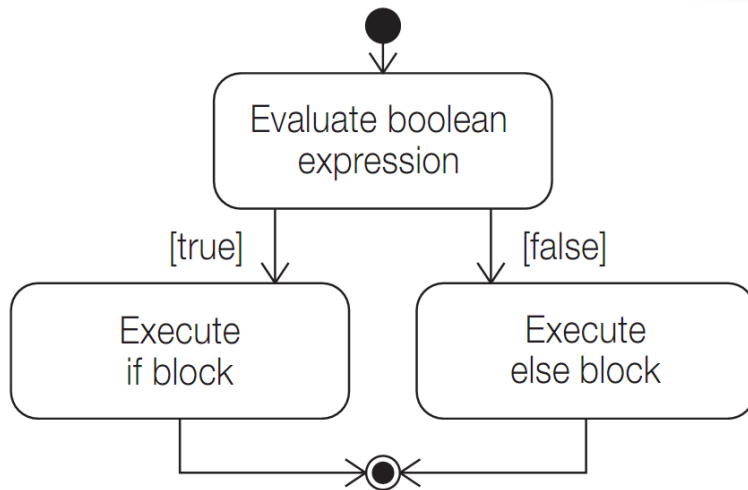 Evaluate boolean
expression
[true]
[false]
Execute
if block
Execute
else block